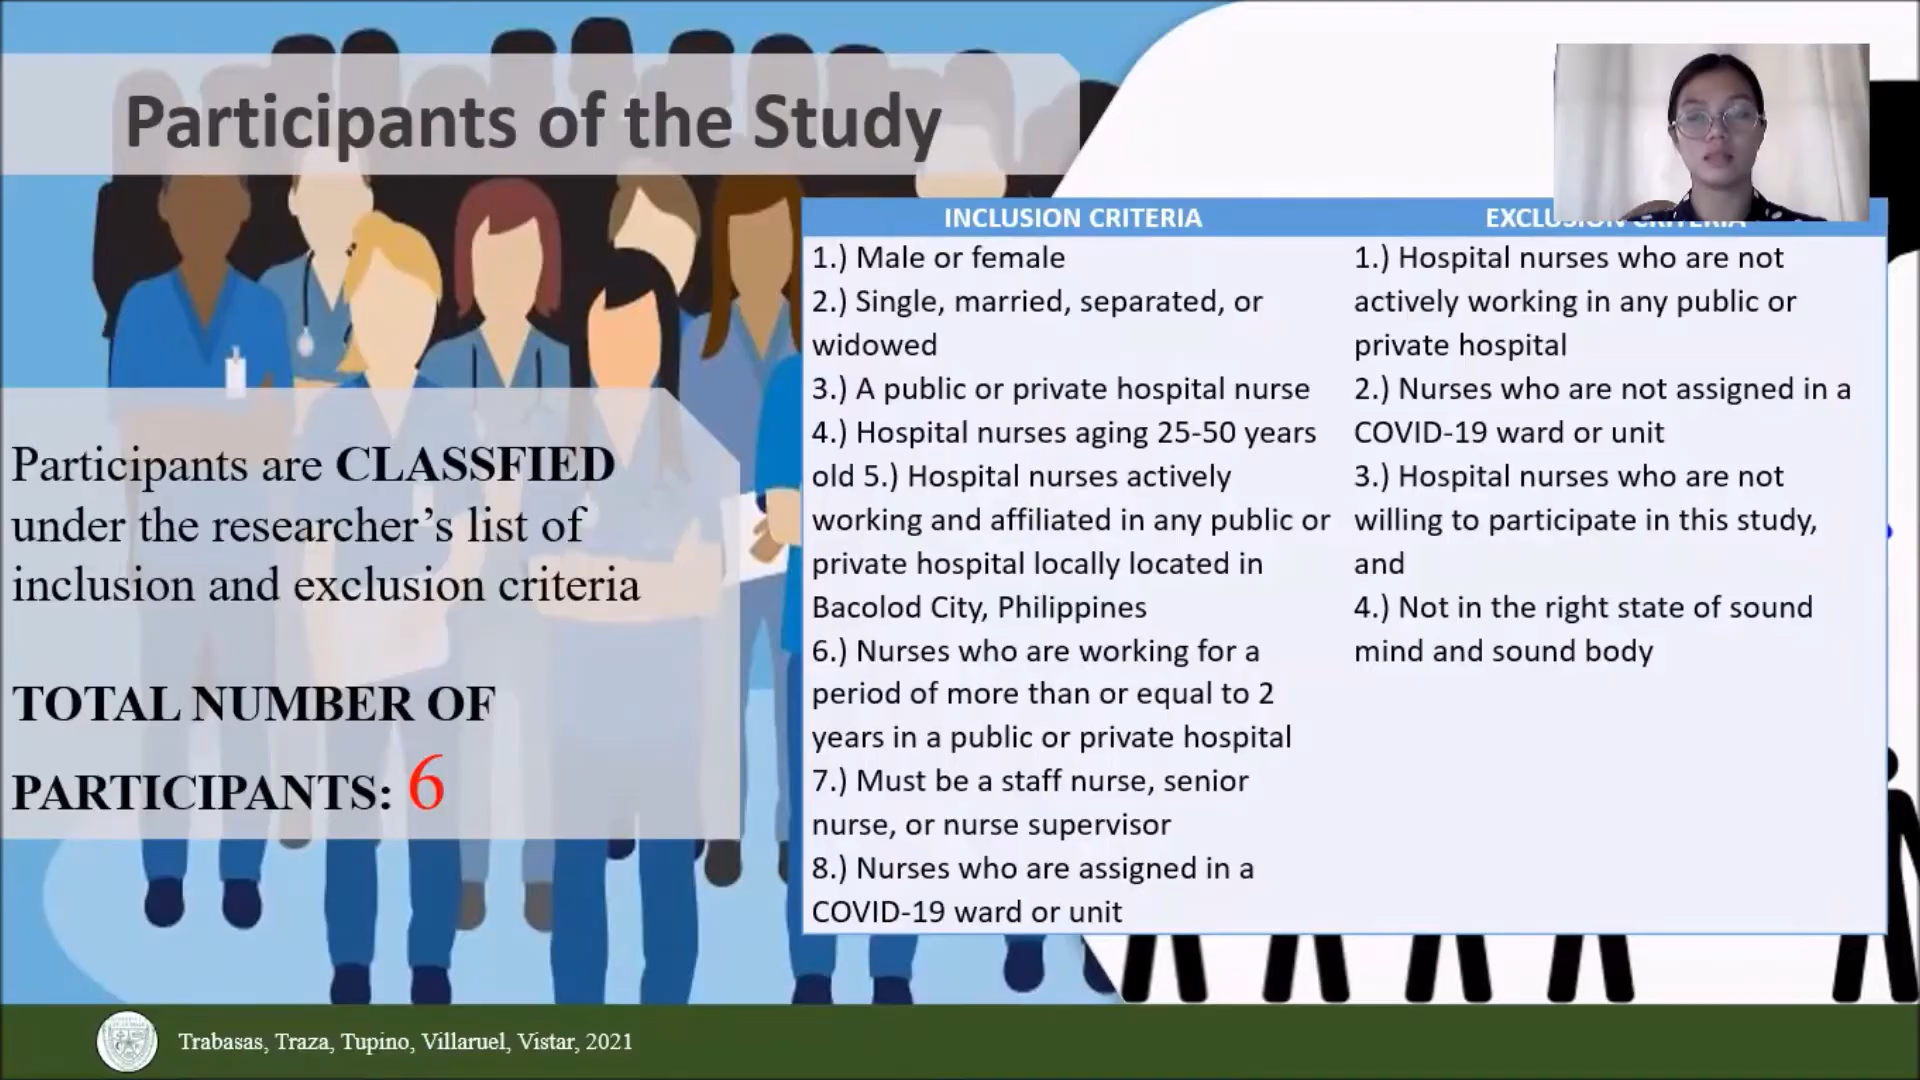 Participants of the Study
Participants are CLASSFIED
under the researcher’s list of
inclusion and exclusion criteria
TOTAL NUMBER OF
PARTICIPANTS: 6
INCLUSION CRITERIA
1.) Male or female
2.) Single, married, separated, or
widowed
3.) A public or private hospital nurse
4.) Hospital nurses aging 25-50 years
old 5.) Hospital nurses actively
working and affiliated in any public or
private hospital locally located in
Bacolod City, Philippines
6.) Nurses who are working for a
period of more than or equal to 2
years in a public or private hospital
7.) Must be a staff nurse, senior
nurse, or nurse supervisor
8.) Nurses who are assigned in a
COVID-19 ward or unit
EXCLUSION CRITERIA
1.) Hospital nurses who are not
actively working in any public or
private hospital
2.) Nurses who are not assigned in a
COVID-19 ward or unit
3.) Hospital nurses who are not
willing to participate in this study,
and
4.) Not in the right state of sound
mind and sound body
Trabasas, Traza, Tupino, Villaruel, Vistar, 2021